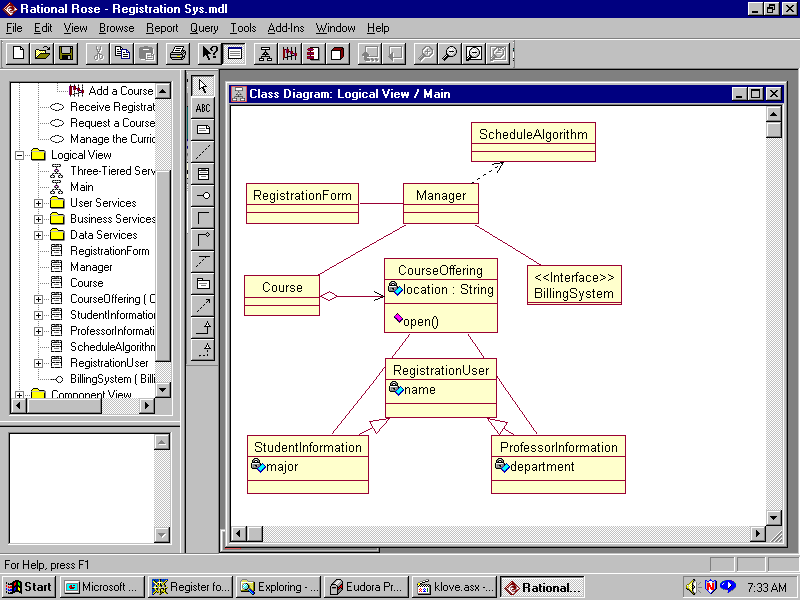 Rational Rose - Registration Sys.mdl
File Edit View Browse Report Query Tools Add-Ins Window Help
ABC
Add a Course
Receive Registrat
Request a Course
Manage the Curric
Logical View
Three-Tiered Serv
Main
User Services
Business Services
Data Services
RegistrationForm
Manager
Course
CourseOffering ( C
StudentInformatio
ProfessorInformati
ScheduleAlgorithm
RegistrationUser
BillingSystem ( Billi
Component View
Class Diagram: Logical View / Main
ScheduleAlgorithm
RegistrationForm
Manager
Course
CourseOffering
location : String
open()
<<Interface>>
BillingSystem
RegistrationUser
name
StudentInformation
major
ProfessorInformation
department
For Help, press F1
Start
Microsoft ...
Register fo...
Exploring - ...
Eudora Pr...
klove.asx -...
Rational...
7:33 AM